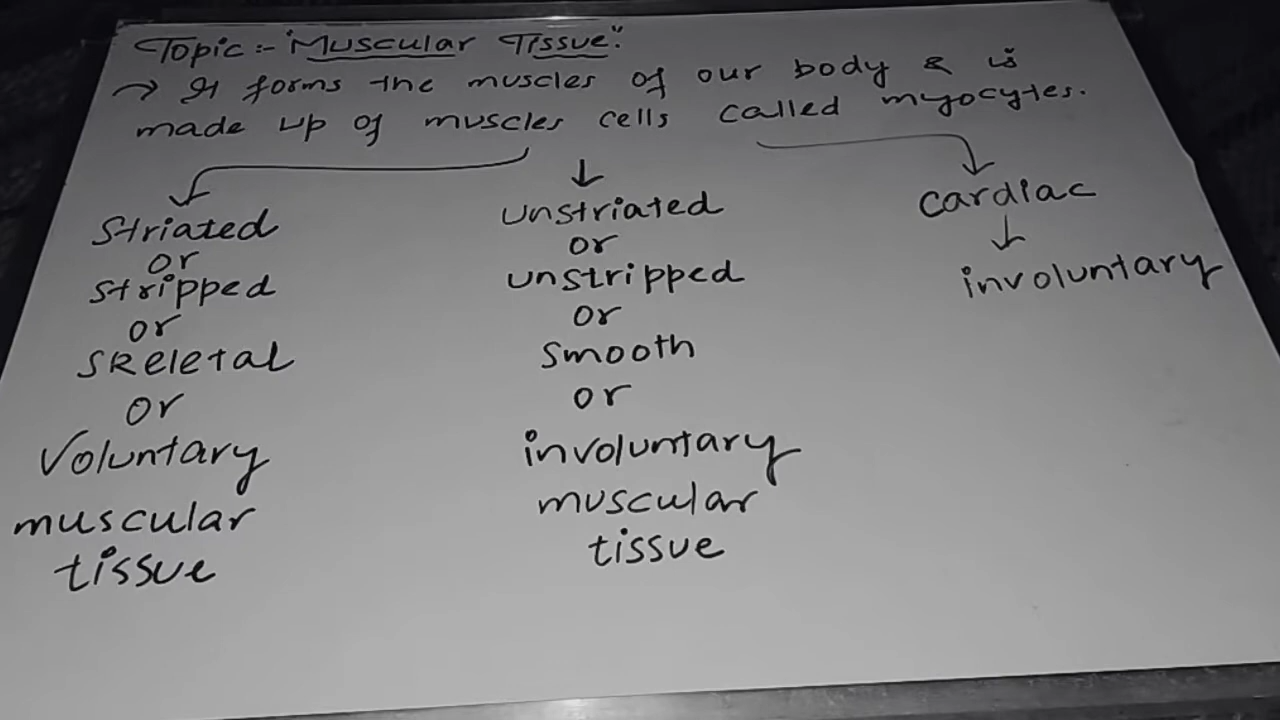 Topic:- "Muscular Tissue".
→ It forms the muscles of our body & is
made up of muscles cells called myocytes.
Striated
or
Stripped
or
Skeletal
or
Voluntary
muscular
tissue
Unstriated
or
Unstripped
or
Smooth
or
involuntary
muscular
tissue
Cardiac
↓
involuntary